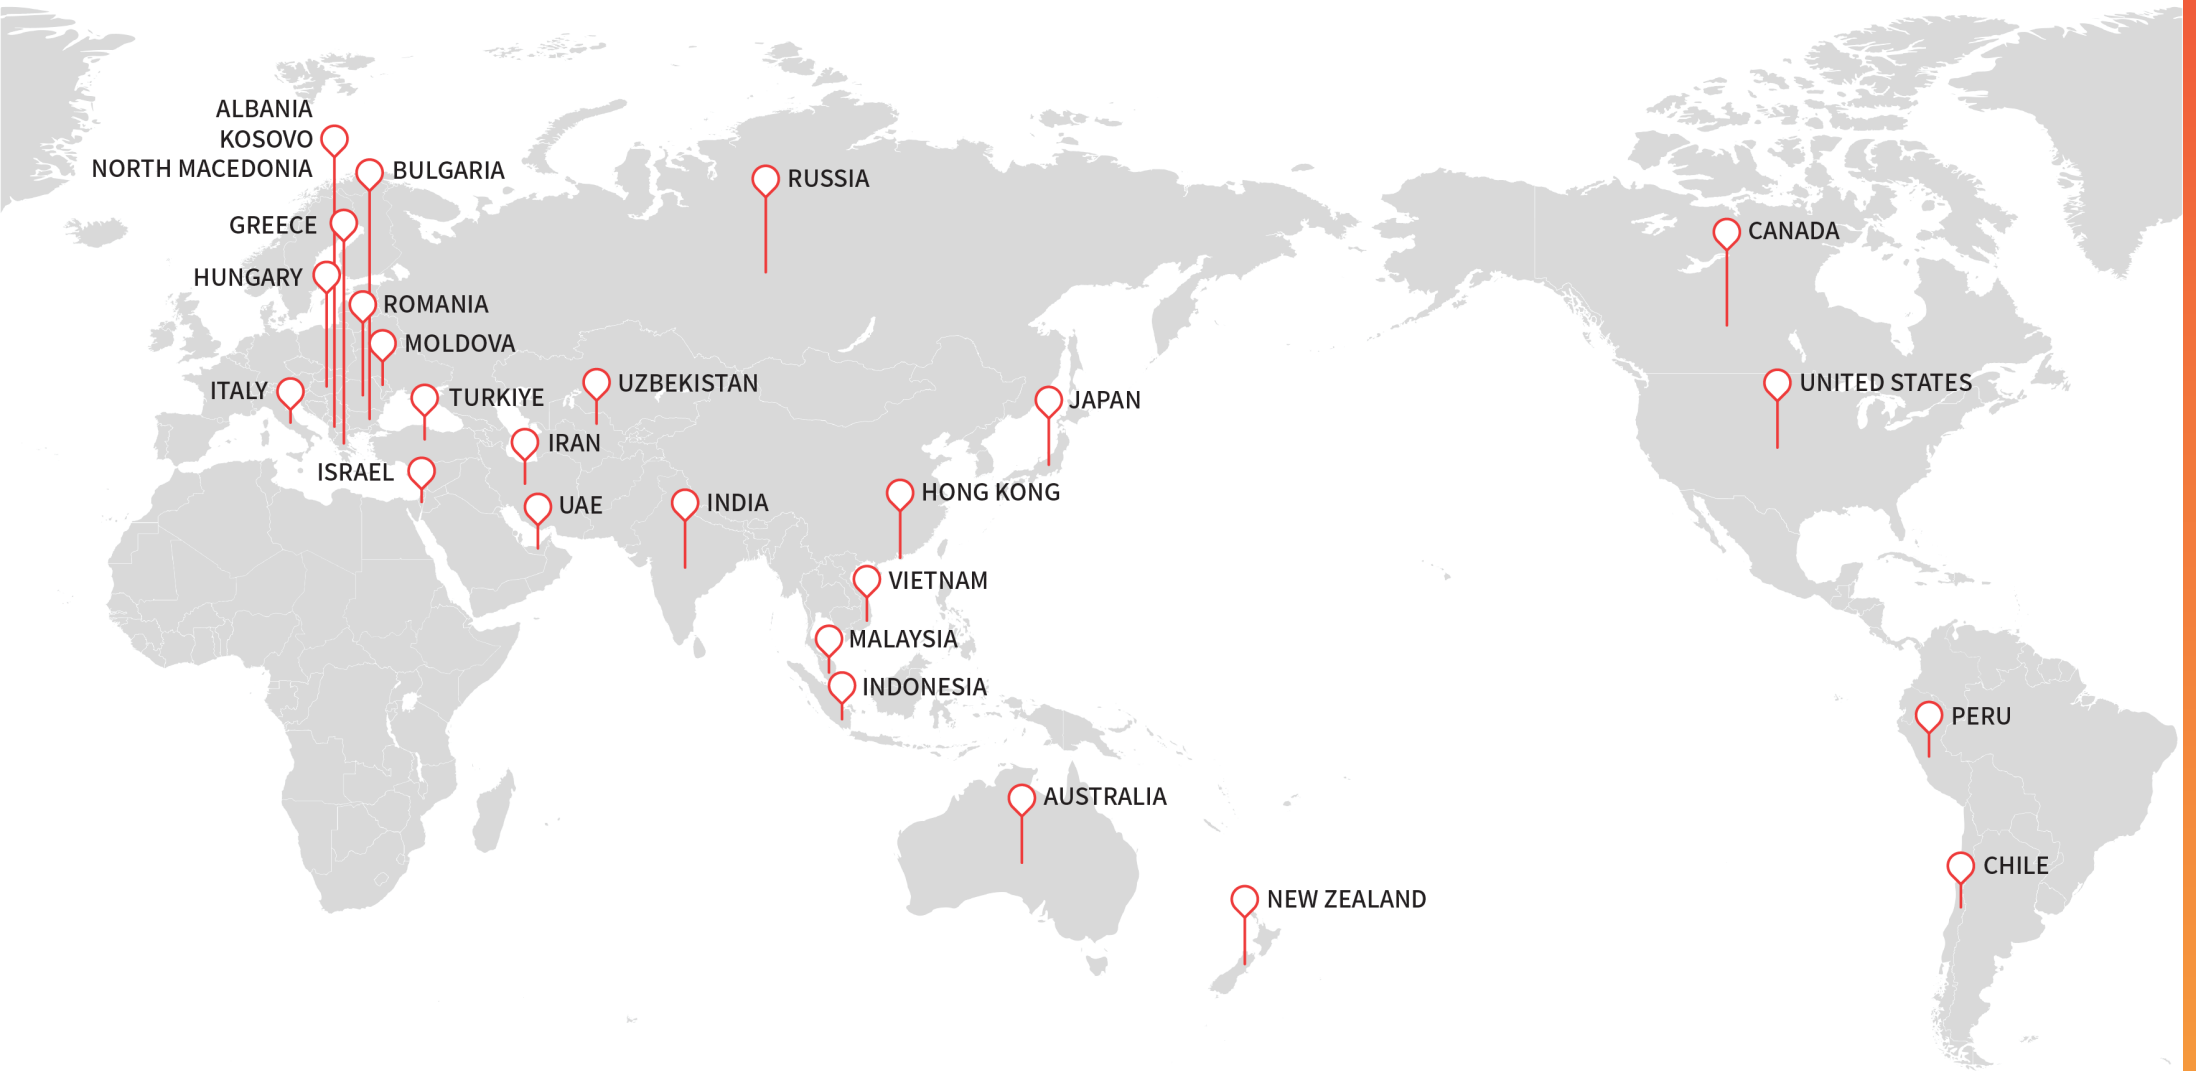 ALBANIA
KOSOVO
NORTH MACEDONIA
BULGARIA
RUSSIA
GREECE
CANADA
HUNGARY
ROMANIA
MOLDOVA
UZBEKISTAN
UNITED STATES
ITALY
TURKIYE
JAPAN
IRAN
ISRAEL
HONG KONG
INDIA
UAE
VIETNAM
MALAYSIA
INDONESIA
PERU
AUSTRALIA
CHILE
NEW ZEALAND